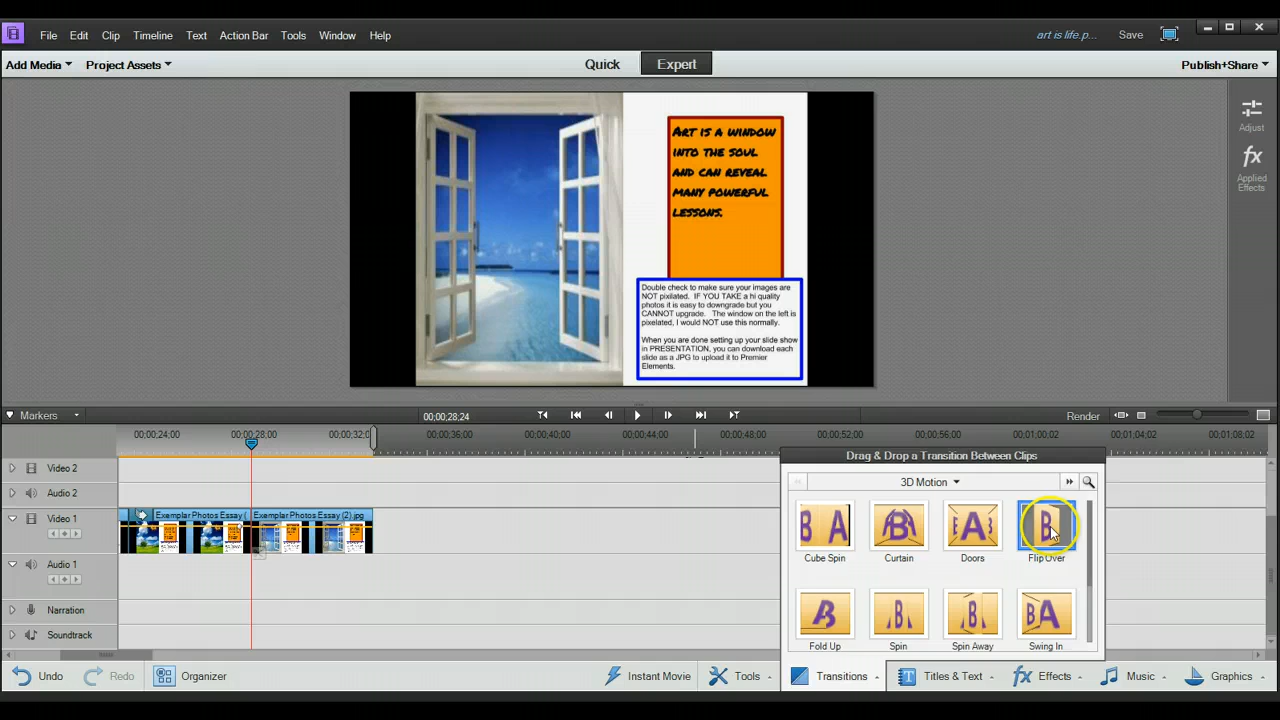 File Edit Clip Timeline Text Action Bar Tools Window Help art is life.p... Save
Add Media Project Assets Quick Expert Publish+Share
Adjust
fx
Applied
Effects
ART IS A WINDOW
INTO THE SOUL
AND CAN REVEAL
MANY POWERFUL
LESSONS.
Double check to make sure your images are
NOT pixilated. IF YOU TAKE a hi quality
photos it is easy to downgrade but you
CANNOT upgrade. The window on the left is
pixelated, I would NOT use this normally.
When you are done setting up your slide show
in PRESENTATION, you can download each
slide as a JPG to upload it to Premier
Elements.
Markers 00;00;28;24 Render
00;00;24;00 00;00;28;00 00;00;32;0 00;00;36;00 00;00;40;00 00;00;44;00 00;00;48;00 00;00;52;00 00;00;56;00 00;01;00;02 00;01;04;02 00;01;08;02
Drag & Drop a Transition Between Clips
3D Motion
Video 2
Audio 2
Video 1 Exemplar Photos Essay ( Exemplar Photos Essay (2).jpg
Audio 1
Narration
Soundtrack
B A
A
B
A
B
Cube Spin Curtain Doors Flip Over
B
B
B
B A
Fold Up Spin Spin Away Swing In
Undo Redo Organizer Instant Movie Tools Transitions Titles & Text fx Effects Music Graphics